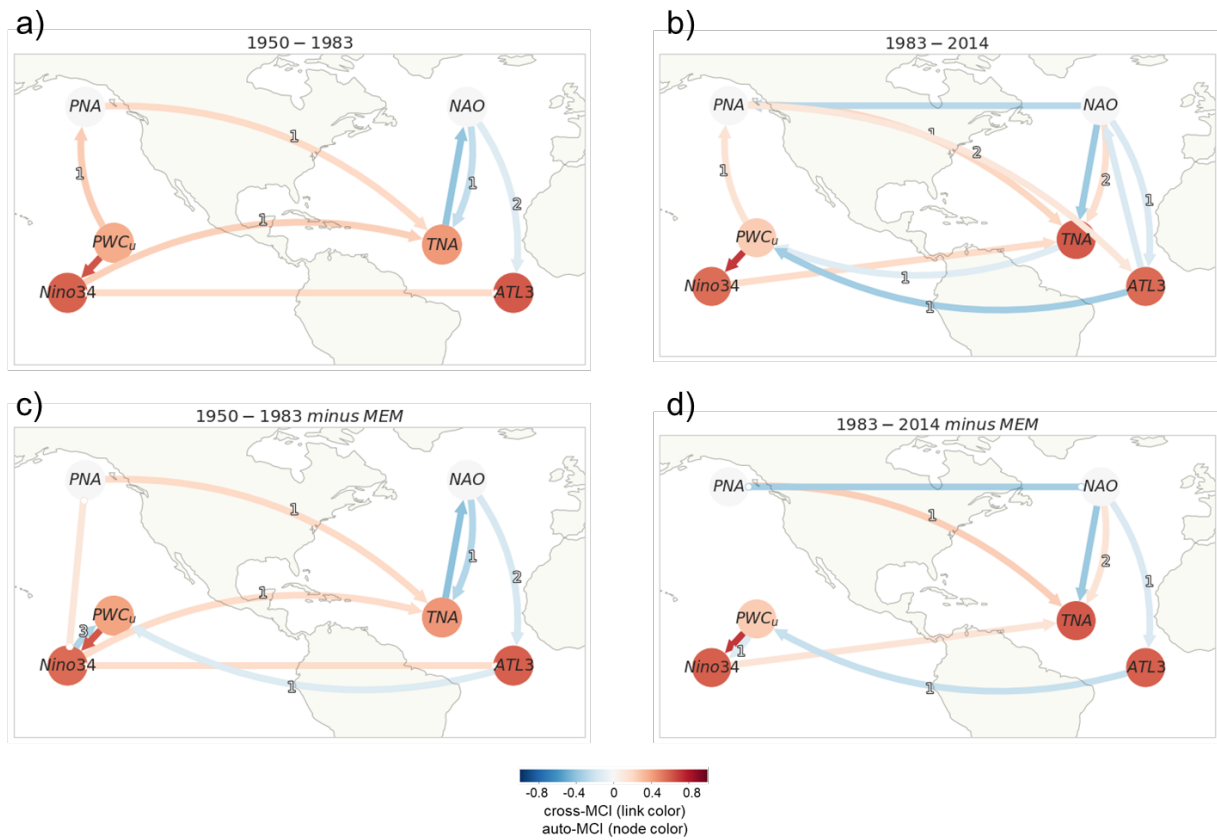 a)
1950 − 1983
PNA
NAO
1
1
1
2
1
PWCu
TNA
Nino34
ATL3
b)
1983 − 2014
PNA
NAO
1
2
1
2
1
PWCu
TNA
1
Nino34
ATL3
1
c)
1950 − 1983 minus MEM
PNA
NAO
1
1
2
1
PWCu
TNA
3
Nino34
ATL3
1
d)
1983 − 2014 minus MEM
PNA
NAO
1
2
1
PWCu
TNA
1
Nino34
ATL3
1
-0.8 -0.4 0 0.4 0.8
cross-MCI (link color)
auto-MCI (node color)